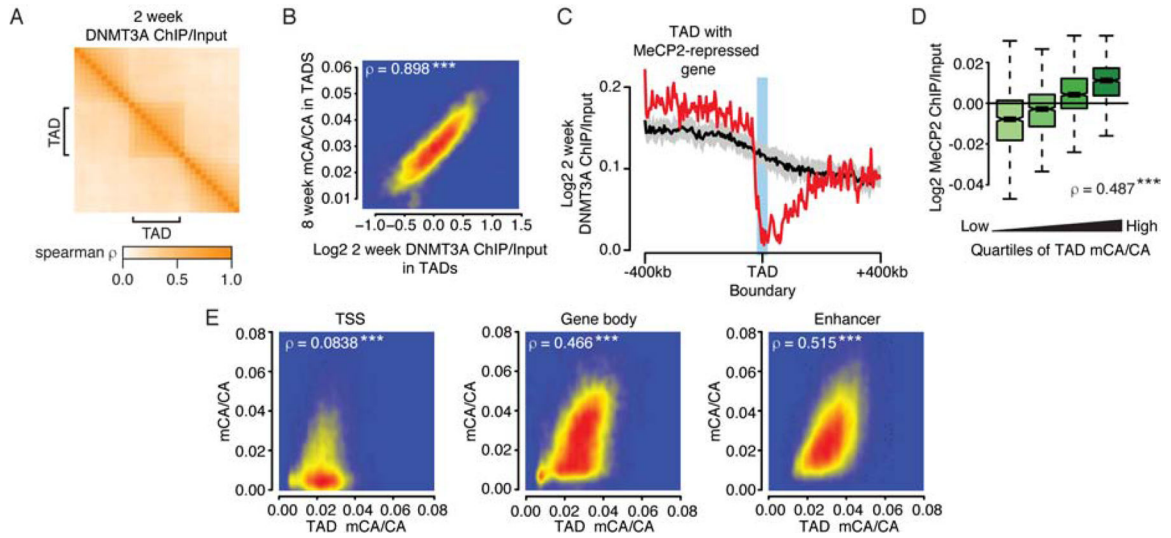 A
2 week
DNMT3A ChIP/Input
TAD
TAD
spearman ρ
0.0 0.5 1.0
B
ρ = 0.898 ***
8 week mCA/CA in TADS
0.06
0.05
0.04
0.03
0.02
0.01
−1.0 −0.5 0.0 0.5 1.0 1.5
Log2 2 week DNMT3A ChIP/Input
in TADs
C
TAD with
MeCP2-repressed
gene
Log2 2 week
DNMT3A ChIP/Input
0.2
0.1
0.0
-400kb TAD +400kb
Boundary
D
Log2 MeCP2 ChIP/Input
0.02
0.00
-0.02
-0.04
ρ = 0.487***
Low High
Quartiles of TAD mCA/CA
E
TSS
ρ = 0.0838 ***
mCA/CA
0.08
0.06
0.04
0.02
0.00
0.00 0.02 0.04 0.06 0.08
TAD mCA/CA
Gene body
ρ = 0.466 ***
mCA/CA
0.08
0.06
0.04
0.02
0.00
0.00 0.02 0.04 0.06 0.08
TAD mCA/CA
Enhancer
ρ = 0.515 ***
mCA/CA
0.08
0.06
0.04
0.02
0.00
0.00 0.02 0.04 0.06 0.08
TAD mCA/CA